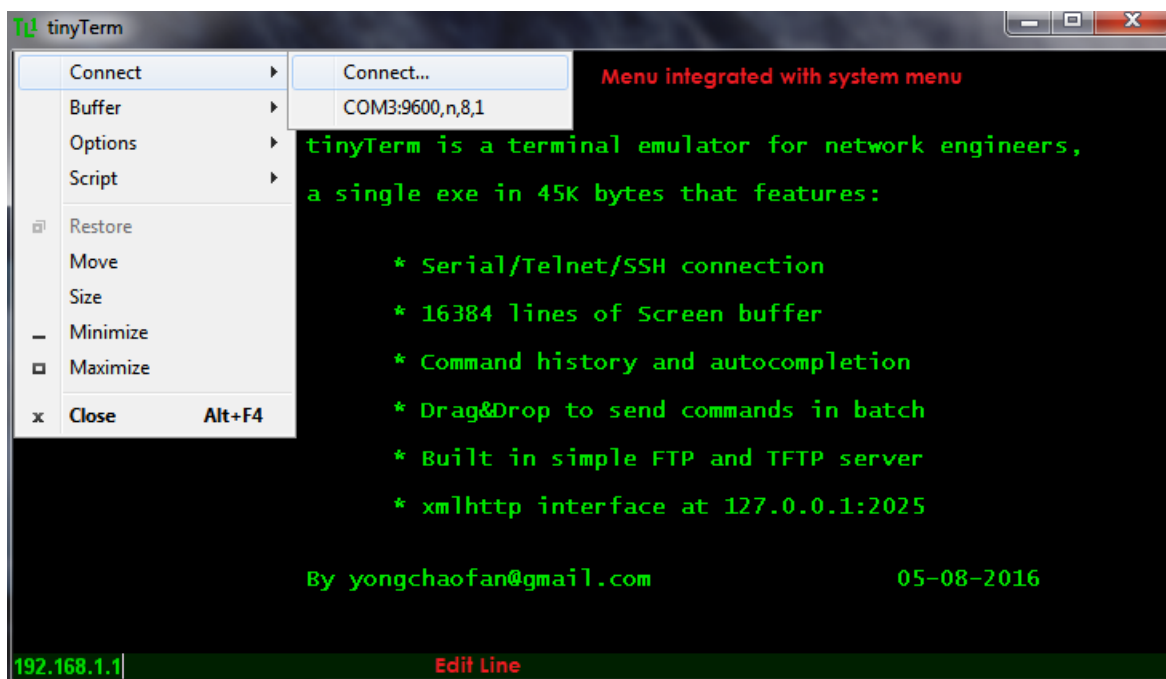 tinyTerm
Connect
Buffer
Options
Script
Restore
Move
Size
Minimize
Maximize
Close Alt+F4
Connect...
COM3:9600,n,8,1
Menu integrated with system menu
tinyTerm is a terminal emulator for network engineers,
a single exe in 45K bytes that features:
* Serial/Telnet/SSH connection
* 16384 lines of Screen buffer
* Command history and autocompletion
* Drag&Drop to send commands in batch
* Built in simple FTP and TFTP server
* xmlhttp interface at 127.0.0.1:2025
By yongchaofan@gmail.com 05-08-2016
192.168.1.1
Edit Line